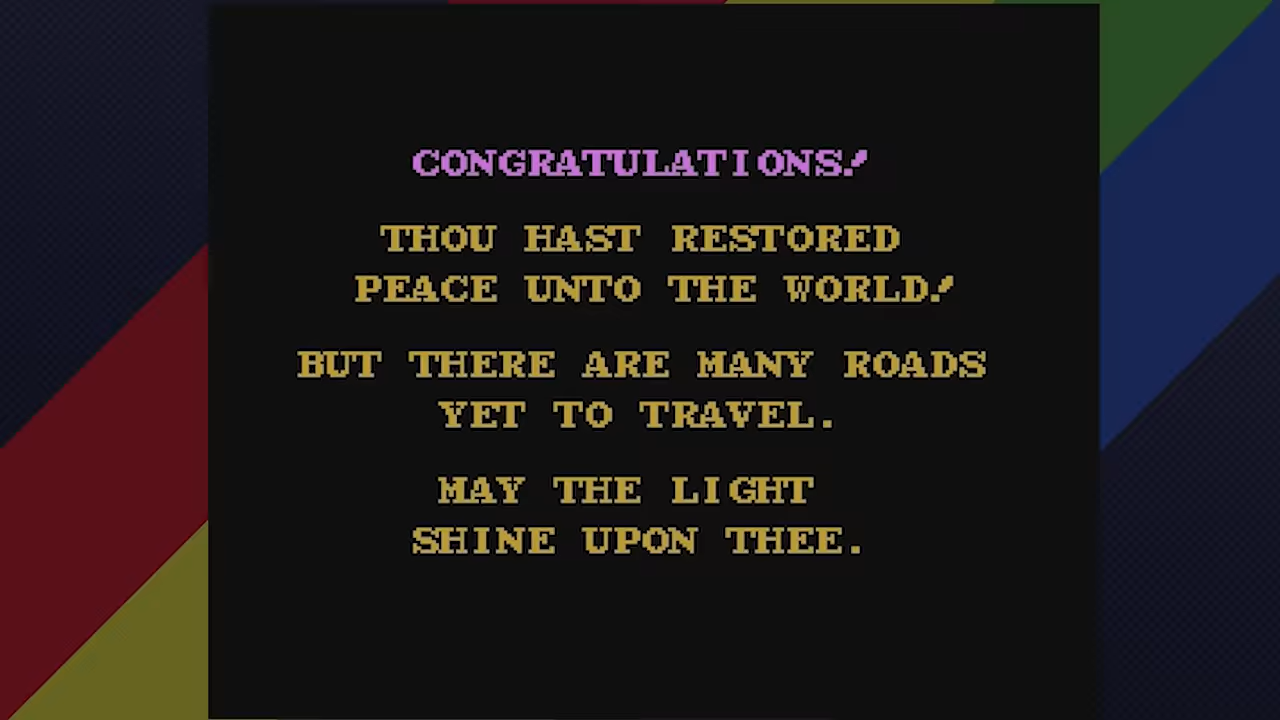 CONGRATULATIONS!
THOU HAST RESTORED
PEACE UNTO THE WORLD!
BUT THERE ARE MANY ROADS
YET TO TRAVEL.
MAY THE LIGHT
SHINE UPON THEE.